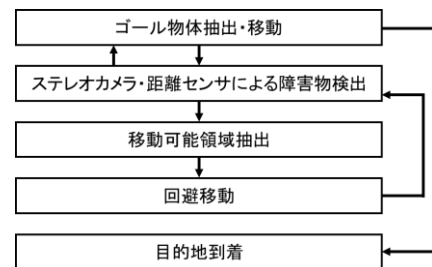 ゴール物体抽出・移動
ステレオカメラ・距離センサによる障害物検出
移動可能領域抽出
回避移動
目的地到着